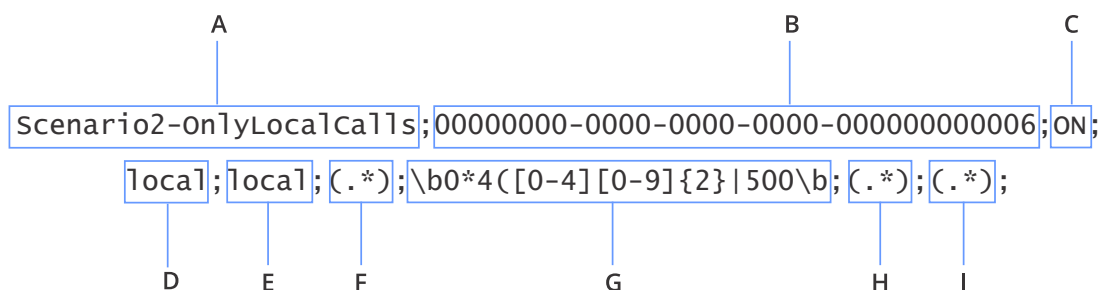 A B C
Scenario2-OnlyLocalCalls;00000000-0000-0000-0000-000000000006;ON;
local;local;(.*);\b0*4([0-4][0-9]{2}|500\b;(.*);(.*);
D E F G H I